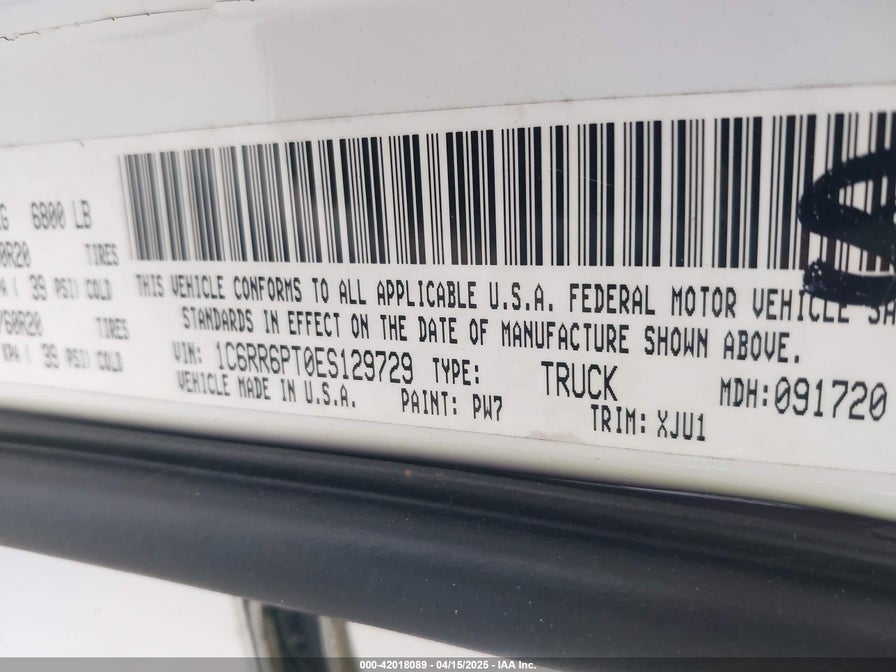 6800 LB
TIRES
39 PSI) COLD
60R20 TIRES
KPA ( 39 PSI) COLD
THIS VEHICLE CONFORMS TO ALL APPLICABLE U.S.A. FEDERAL MOTOR VEHICLE
STANDARDS IN EFFECT ON THE DATE OF MANUFACTURE SHOWN ABOVE.
VIN: 1C6RR6PT0ES129729 TYPE: TRUCK MDH:091720
VEHICLE MADE IN U.S.A. PAINT: PW7 TRIM: XJU1
000-42018089 - 04/15/2025 - IAA Inc.